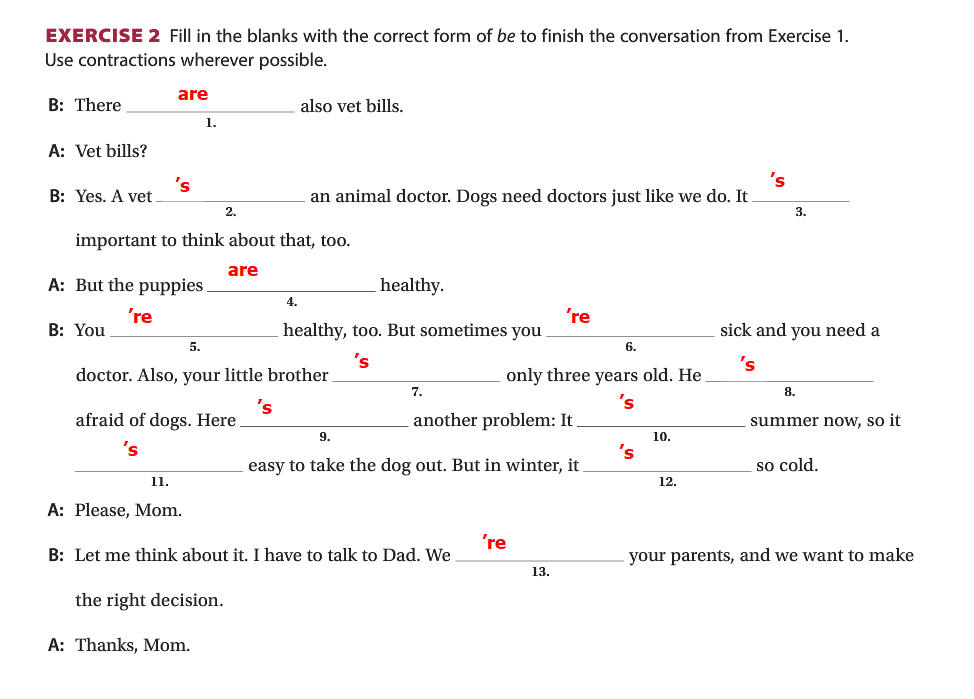 EXERCISE 2 Fill in the blanks with the correct form of be to finish the conversation from Exercise 1.
Use contractions wherever possible.
B: There are also vet bills.
1.
A: Vet bills?
B: Yes. A vet ’s an animal doctor. Dogs need doctors just like we do. It ’s
2. 3.
important to think about that, too.
A: But the puppies are healthy.
4.
B: You ’re healthy, too. But sometimes you ’re sick and you need a
5. 6.
doctor. Also, your little brother ’s only three years old. He ’s
7. 8.
afraid of dogs. Here ’s another problem: It ’s summer now, so it
9. 10.
’s easy to take the dog out. But in winter, it ’s so cold.
11. 12.
A: Please, Mom.
B: Let me think about it. I have to talk to Dad. We ’re your parents, and we want to make
13.
the right decision.
A: Thanks, Mom.